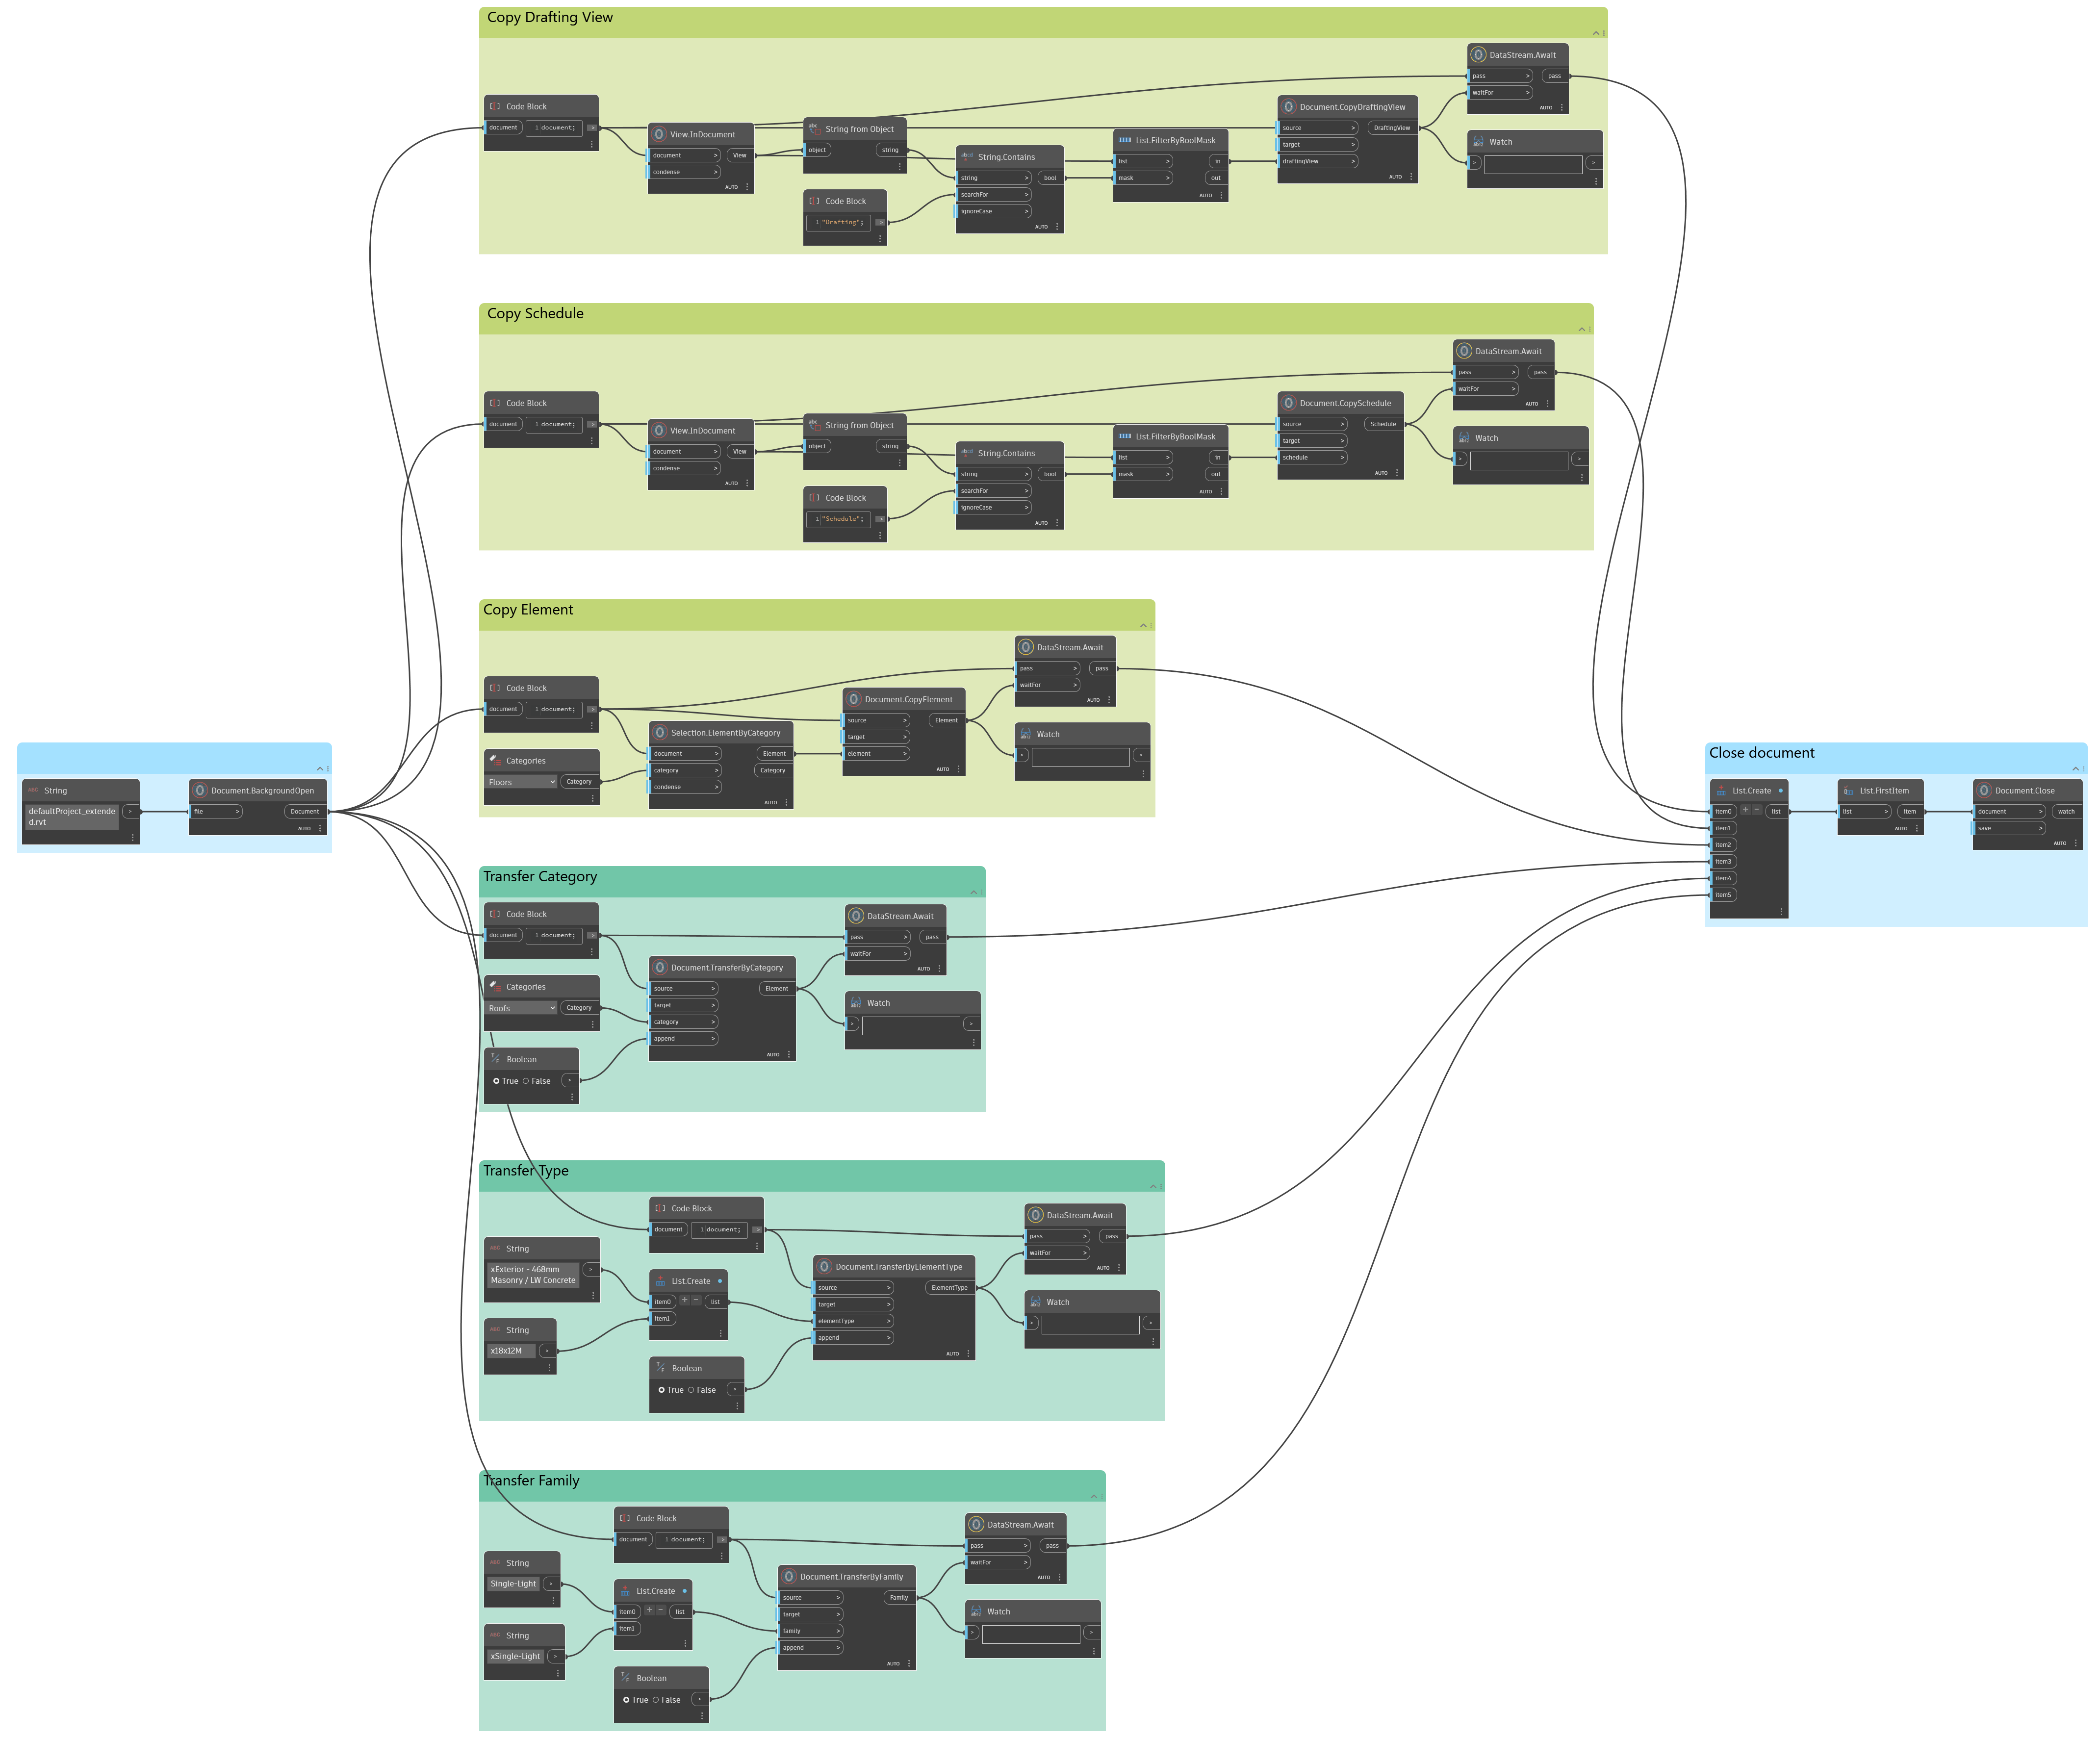 Copy Drafting View
Code Block
document
1 document;
>
View.InDocument
document >
View
condense >
AUTO
String from Object
object
string
Code Block
1 "Drafting";
>
String.Contains
string >
bool
searchFor >
ignoreCase >
AUTO
List.FilterByBoolMask
list >
in
mask >
out
AUTO
Document.CopyDraftingView
source >
DraftingView
target >
draftingView >
AUTO
DataStream.Await
pass >
pass
waitFor >
AUTO
Watch
>
>
Copy Schedule
Code Block
document
1 document;
>
View.InDocument
document >
View
condense >
AUTO
String from Object
object
string
Code Block
1 "Schedule";
>
String.Contains
string >
bool
searchFor >
ignoreCase >
AUTO
List.FilterByBoolMask
list >
in
mask >
out
AUTO
Document.CopySchedule
source >
Schedule
target >
schedule >
AUTO
DataStream.Await
pass >
pass
waitFor >
AUTO
Watch
>
>
Copy Element
Code Block
document
1 document;
>
Categories
Floors
Category
Selection.ElementByCategory
document >
Element
category >
Category
condense >
AUTO
Document.CopyElement
source >
Element
target >
element >
AUTO
DataStream.Await
pass >
pass
waitFor >
AUTO
Watch
>
>
String
defaultProject_extende
d.rvt
>
Document.BackgroundOpen
file >
Document
AUTO
Transfer Category
Code Block
document
1 document;
>
Categories
Roofs
Category
Boolean
True False
>
Document.TransferByCategory
source >
Element
target >
category >
append >
AUTO
DataStream.Await
pass >
pass
waitFor >
AUTO
Watch
>
>
Transfer Type
Code Block
document
1 document;
>
String
xExterior - 468mm
Masonry / LW Concrete
>
String
x18x12M
>
List.Create
item0 + - list
item1
Boolean
True False
>
Document.TransferByElementType
source >
ElementType
target >
elementType >
append >
AUTO
DataStream.Await
pass >
pass
waitFor >
AUTO
Watch
>
>
Transfer Family
Code Block
document
1 document;
>
String
Single-Light
>
String
xSingle-Light
>
List.Create
item0 + - list
item1
Boolean
True False
>
Document.TransferByFamily
source >
Family
target >
family >
append >
AUTO
DataStream.Await
pass >
pass
waitFor >
AUTO
Watch
>
>
Close document
List.Create
item0 + - list
item1
item2
item3
item4
item5
List.FirstItem
list >
item
AUTO
Document.Close
document >
watch
save >
AUTO